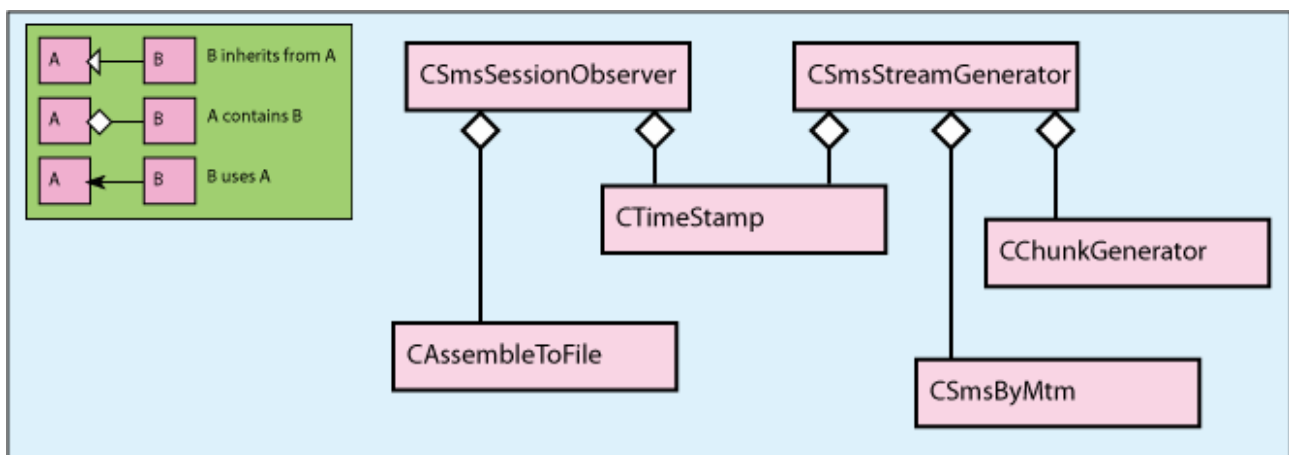 A B B inherits from A
A B A contains B
A B B uses A
CSmsSessionObserver
CSmsStreamGenerator
CTimeStamp
CChunkGenerator
CAssembleToFile
CSmsByMtm